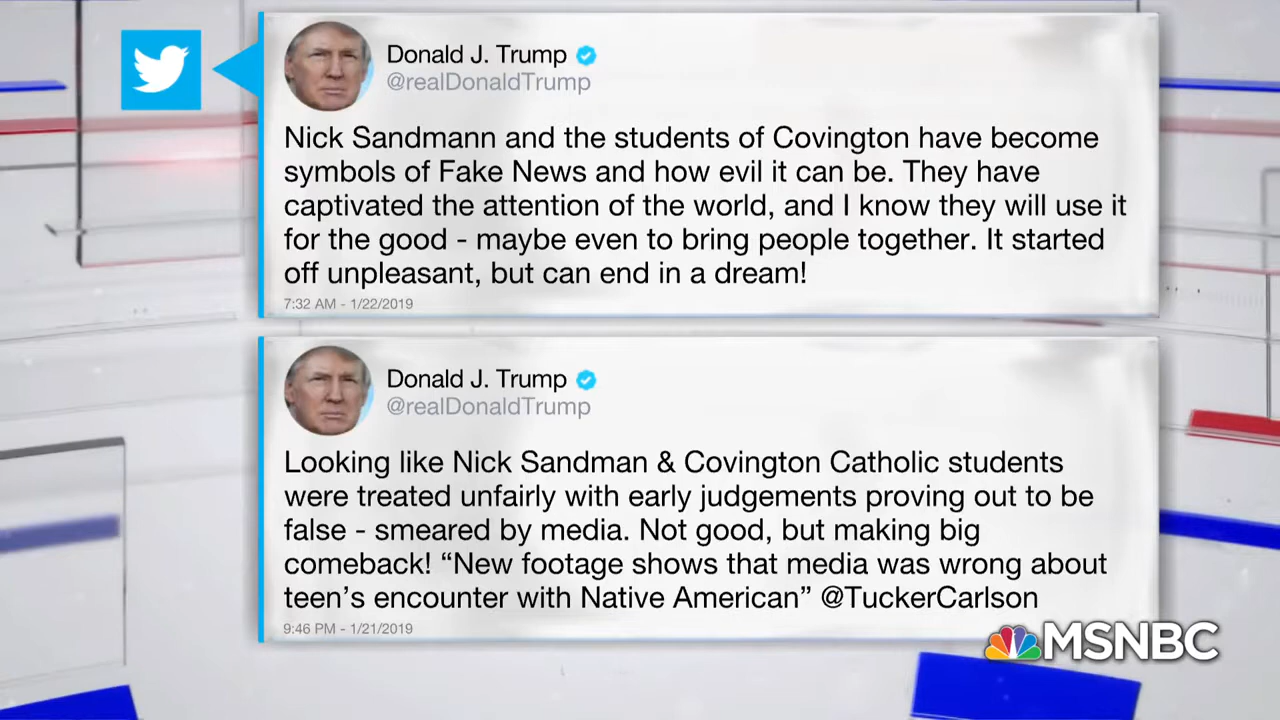 Donald J. Trump
@realDonaldTrump
Nick Sandmann and the students of Covington have become
symbols of Fake News and how evil it can be. They have
captivated the attention of the world, and I know they will use it
for the good - maybe even to bring people together. It started
off unpleasant, but can end in a dream!
7:32 AM - 1/22/2019
Donald J. Trump
@realDonaldTrump
Looking like Nick Sandman & Covington Catholic students
were treated unfairly with early judgements proving out to be
false - smeared by media. Not good, but making big
comeback! “New footage shows that media was wrong about
teen’s encounter with Native American” @TuckerCarlson
9:46 PM - 1/21/2019
MSNBC